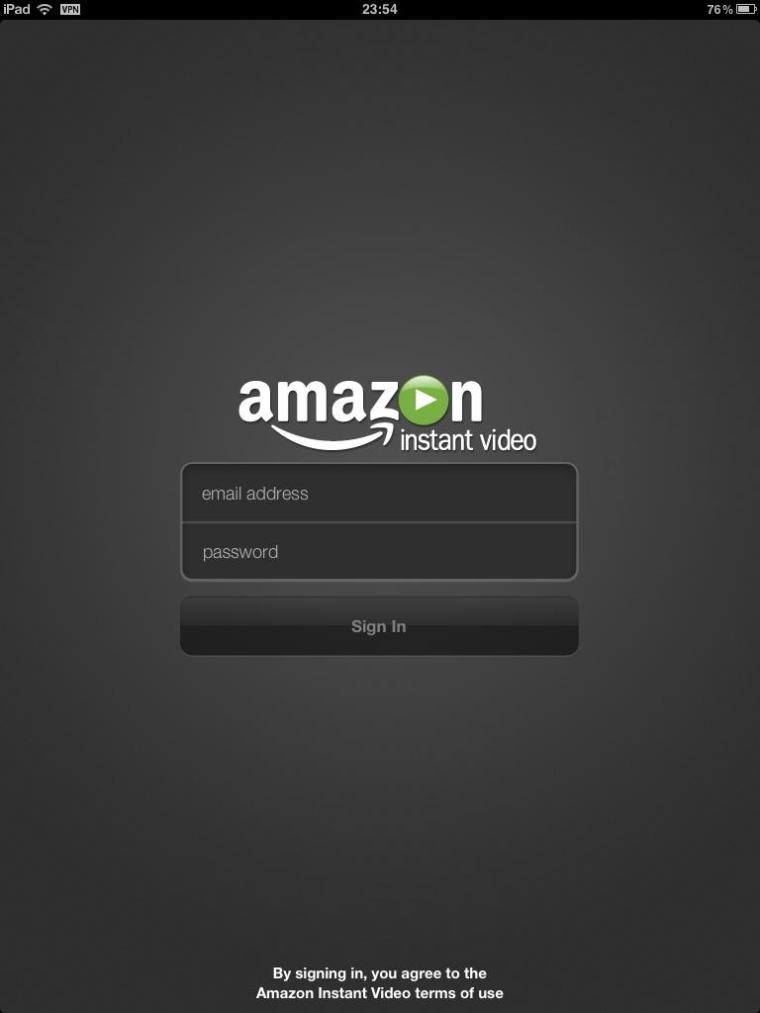 iPad VPN 23:54 76%
amazon
instant video
email address
password
Sign In
By signing in, you agree to the
Amazon Instant Video terms of use